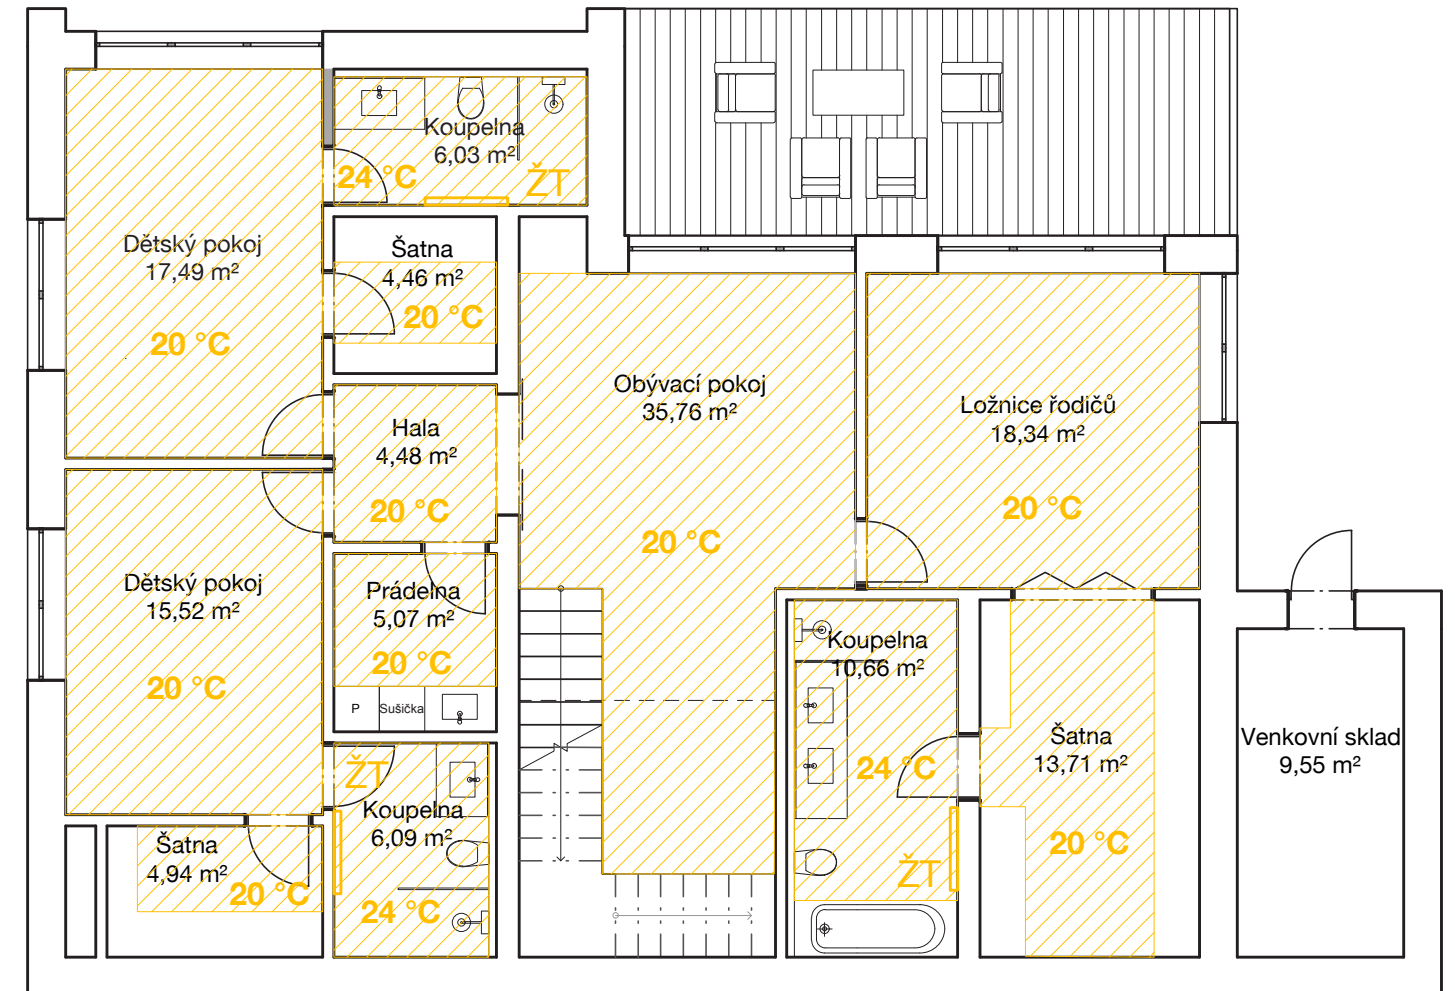 Koupelna
6,03 m²
24 °C
ŽT
Dětský pokoj
17,49 m²
20 °C
Šatna
4,46 m²
20 °C
Obývací pokoj
35,76 m²
20 °C
Ložnice řodičů
18,34 m²
20 °C
Hala
4,48 m²
20 °C
Dětský pokoj
15,52 m²
20 °C
Prádelna
5,07 m²
20 °C
P
Sušička
Koupelna
10,66 m²
24 °C
ŽT
Šatna
13,71 m²
20 °C
Venkovní sklad
9,55 m²
ŽT
Koupelna
6,09 m²
24 °C
Šatna
4,94 m²
20 °C